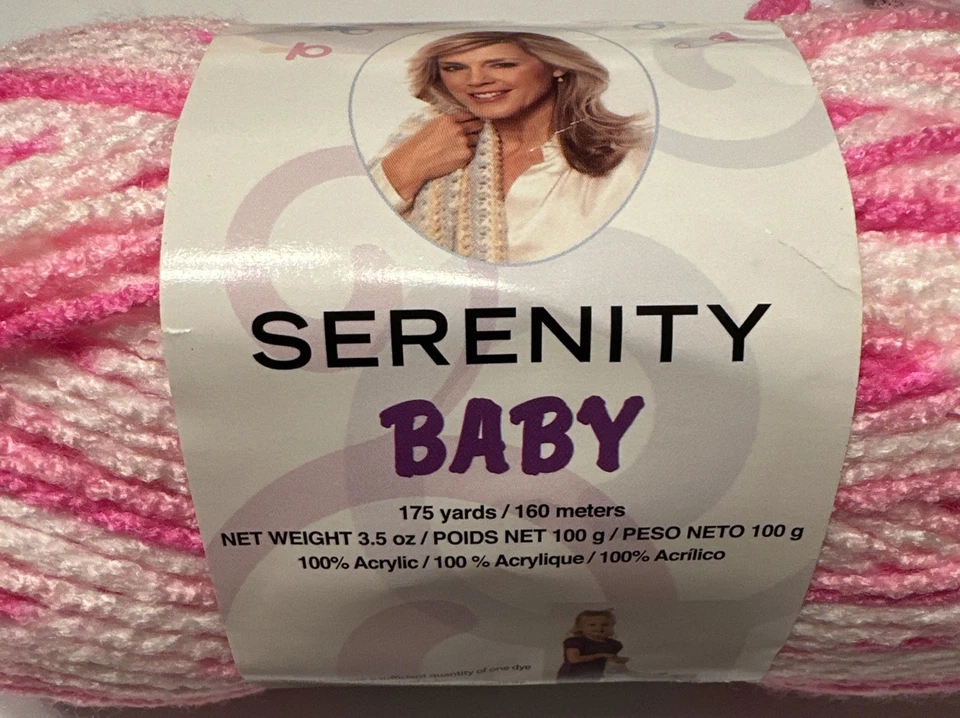 SERENITY
BABY
175 yards / 160 meters
NET WEIGHT 3.5 oz / POIDS NET 100 g / PESO NETO 100 g
100% Acrylic / 100 % Acrylique / 100% Acrílico
sufficient quantity of one dye